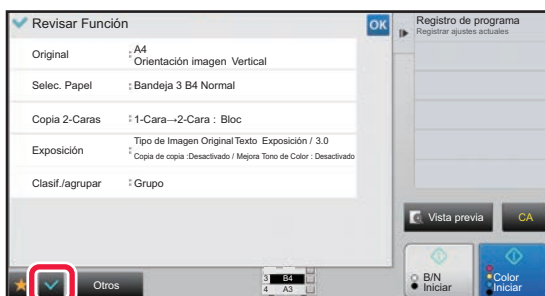 Revisar Función
OK
Original : A4
Orientación imagen Vertical
Selec. Papel : Bandeja 3 B4 Normal
Copia 2-Caras : 1-Cara→2-Cara : Bloc
Exposición : Tipo de Imagen Original Texto Exposición / 3.0
Copia de copia :Desactivado / Mejora Tono de Color : Desactivado
Clasif./agrupar : Grupo
Otros
3 B4
4 A3
Registro de programa
Registrar ajustes actuales
Vista previa
CA
B/N
Iniciar
Color
Iniciar